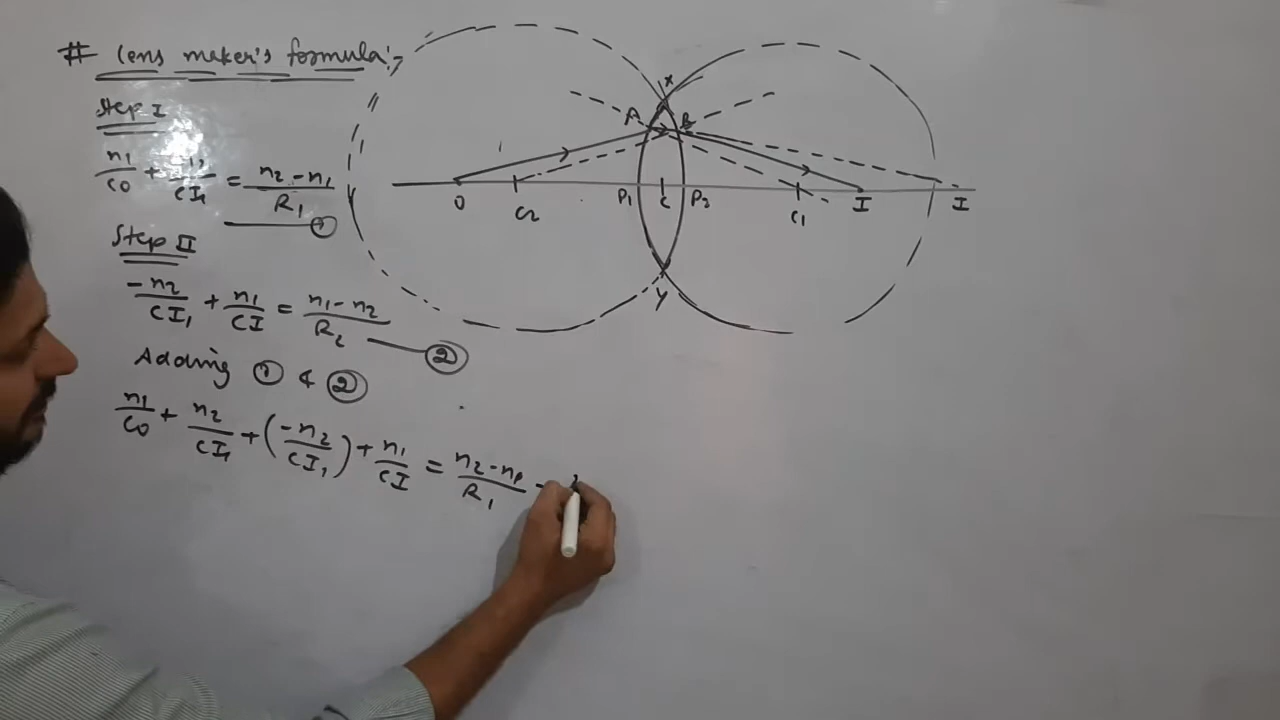 # lens maker's formula :-
Step I
n1/CO + n2/CI1 = (n2 - n1)/R1 —— ①
Step II
-n2/CI1 + n1/CI = (n1 - n2)/R2 —— ②
Adding ① & ②
n1/CO + n2/CI1 + (-n2/CI1) + n1/CI = (n2 - n1)/R1
X
A B
O C2 P1 C P2 C1 I I
Y